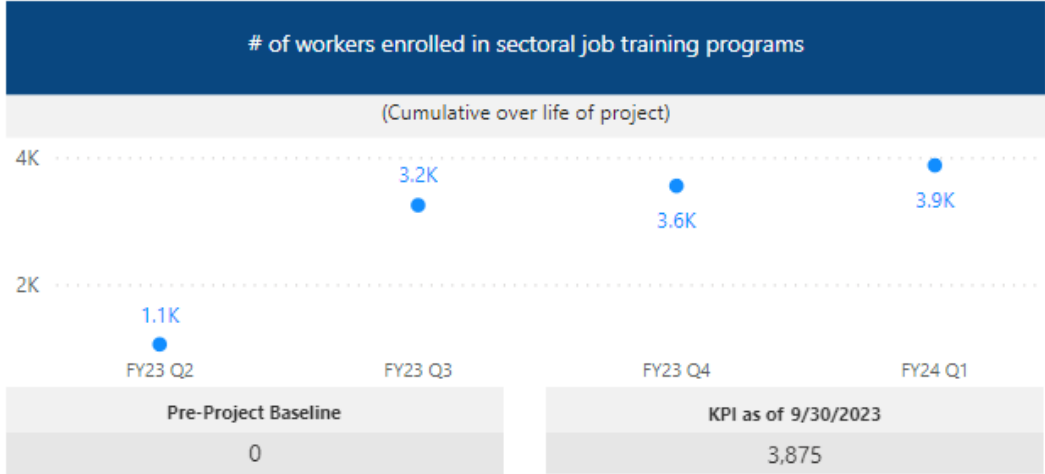 # of workers enrolled in sectoral job training programs
(Cumulative over life of project)
4K
3.2K
3.6K
3.9K
2K
1.1K
FY23 Q2 FY23 Q3 FY23 Q4 FY24 Q1
Pre-Project Baseline KPI as of 9/30/2023
0 3,875